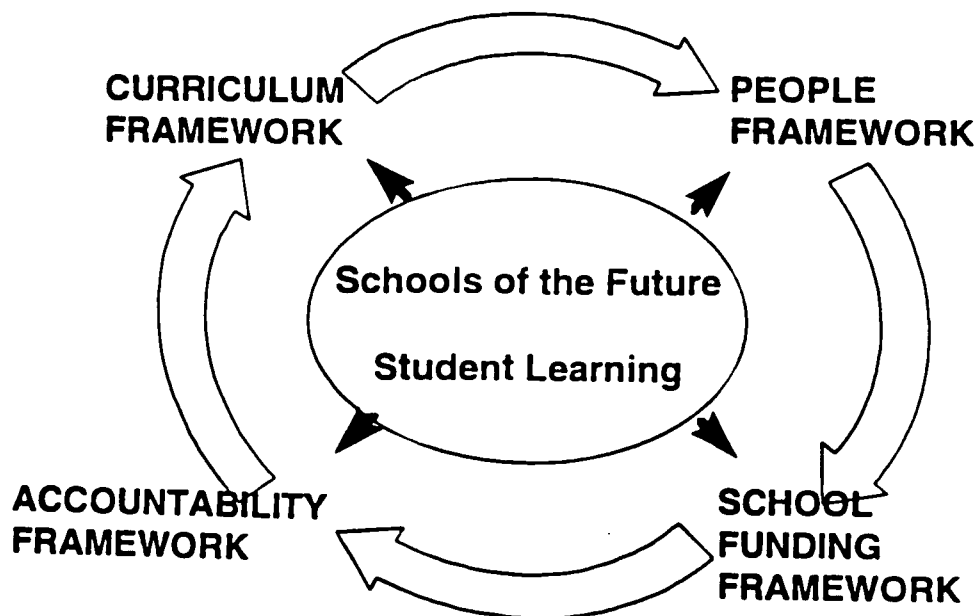 CURRICULUM
FRAMEWORK
PEOPLE
FRAMEWORK
Schools of the Future
Student Learning
ACCOUNTABILITY
FRAMEWORK
SCHOOL
FUNDING
FRAMEWORK